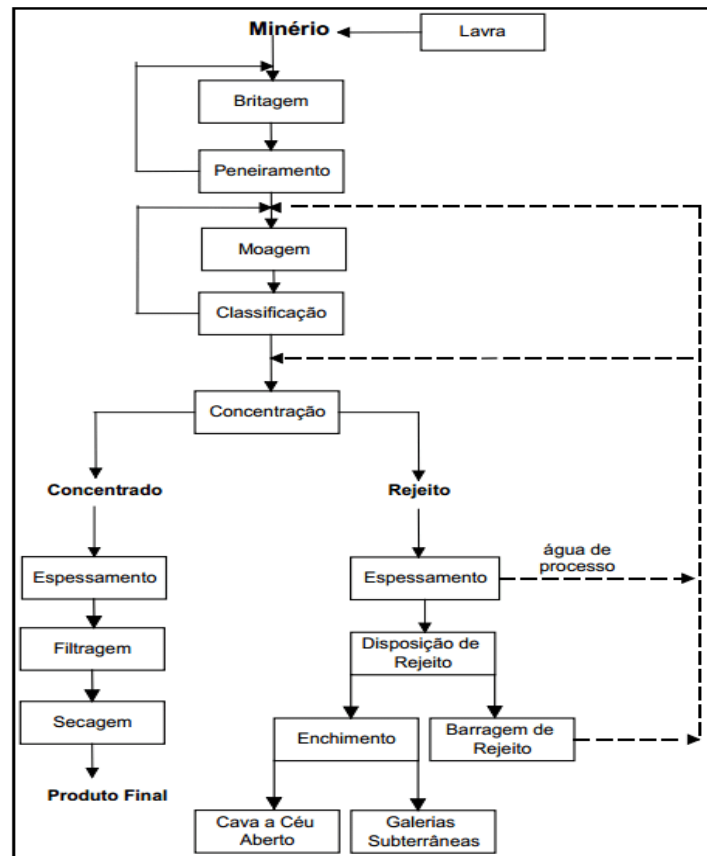 Minério
Lavra
Britagem
Peneiramento
Moagem
Classificação
Concentração
Concentrado
Rejeito
Espessamento
Espessamento
água de
processo
Filtragem
Disposição de
Rejeito
Secagem
Enchimento
Barragem de
Rejeito
Produto Final
Cava a Céu
Aberto
Galerias
Subterrâneas